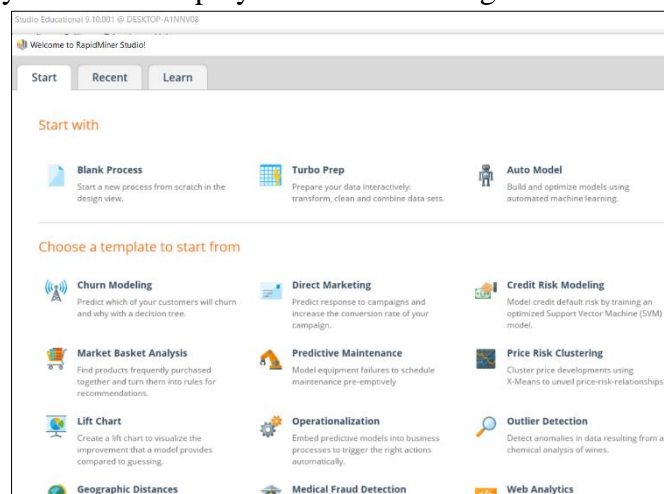 Studio Educational 9.10.001 @ DESKTOP-A1NNV08
Welcome to RapidMiner Studio!
Start Recent Learn
Start with
Blank Process
Start a new process from scratch in the
design view.
Turbo Prep
Prepare your data interactively:
transform, clean and combine data sets.
Auto Model
Build and optimize models using
automated machine learning.
Choose a template to start from
Churn Modeling
Predict which of your customers will churn
and why with a decision tree.
Direct Marketing
Predict response to campaigns and
increase the conversion rate of your
campaign.
Credit Risk Modeling
Model credit default risk by training an
optimized Support Vector Machine (SVM)
model.
Market Basket Analysis
Find products frequently purchased
together and turn them into rules for
recommendations.
Predictive Maintenance
Model equipment failures to schedule
maintenance pre-emptively
Price Risk Clustering
Cluster price developments using
X-Means to unveil price-risk-relationships
Lift Chart
Create a lift chart to visualize the
improvement that a model provides
compared to guessing.
Operationalization
Embed predictive models into business
processes to trigger the right actions
automatically.
Outlier Detection
Detect anomalies in data resulting from a
chemical analysis of wines.
Geographic Distances
Medical Fraud Detection
Web Analytics